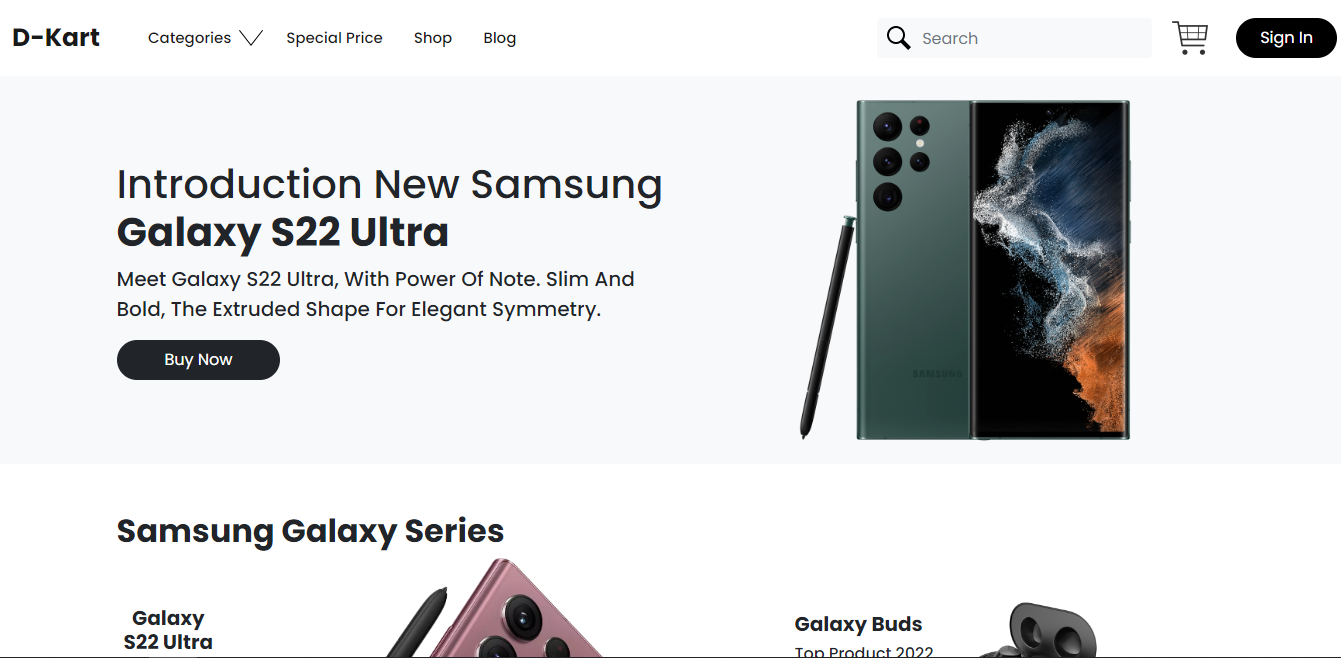 D-Kart
Categories
Special Price
Shop
Blog
Search
Sign In
Introduction New Samsung
Galaxy S22 Ultra
Meet Galaxy S22 Ultra, With Power Of Note. Slim And
Bold, The Extruded Shape For Elegant Symmetry.
Buy Now
SAMSUNG
Samsung Galaxy Series
Galaxy
S22 Ultra
Galaxy Buds
Top Product 2022